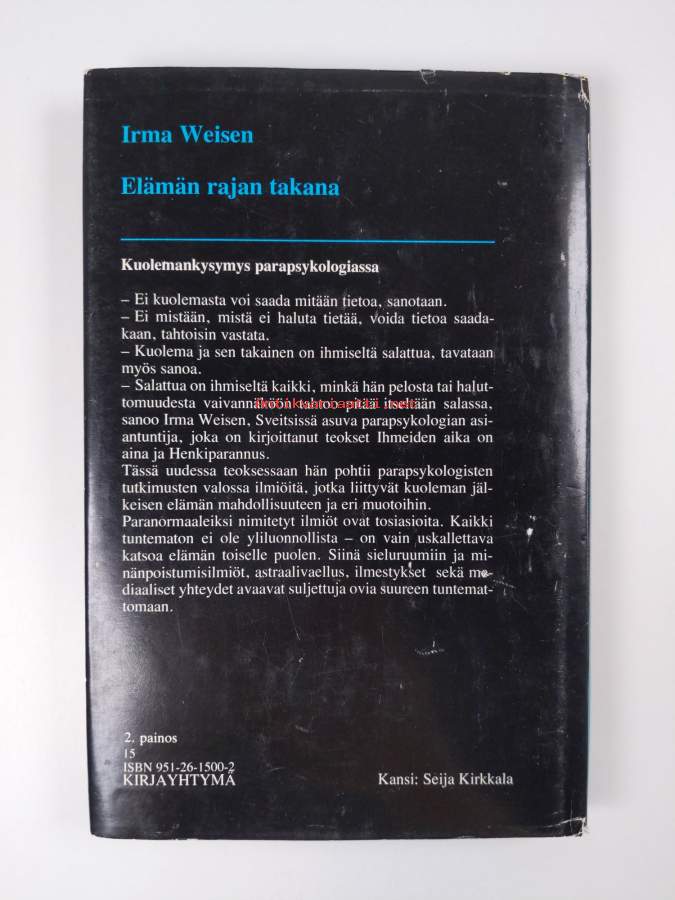 Irma Weisen
Elämän rajan takana
Kuolemankysymys parapsykologiassa
– Ei kuolemasta voi saada mitään tietoa, sanotaan.
– Ei mistään, mistä ei haluta tietää, voida tietoa saada-
kaan, tahtoisin vastata.
– Kuolema ja sen takainen on ihmiseltä salattua, tavataan
myös sanoa.
– Salattua on ihmiseltä kaikki, minkä hän pelosta tai halut-
tomuudesta vaivannäköön tahtoo pitää itseltään salassa,
sanoo Irma Weisen, Sveitsissä asuva parapsykologian asi-
antuntija, joka on kirjoittanut teokset Ihmeiden aika on
aina ja Henkiparannus.
Tässä uudessa teoksessaan hän pohtii parapsykologisten
tutkimusten valossa ilmiöitä, jotka liittyvät kuoleman jäl-
keisen elämän mahdollisuuteen ja eri muotoihin.
Paranormaaleiksi nimitetyt ilmiöt ovat tosiasioita. Kaikki
tuntematon ei ole yliluonnollista – on vain uskallettava
katsoa elämän toiselle puolen. Siinä sieluruumiin ja mi-
nänpoistumisilmiöt, astraalivaellus, ilmestykset sekä me-
diaaliset yhteydet avaavat suljettuja ovia suureen tuntemat-
tomaan.
2. painos
15
ISBN 951-26-1500-2
KIRJAYHTYMÄ
Kansi: Seija Kirkkala